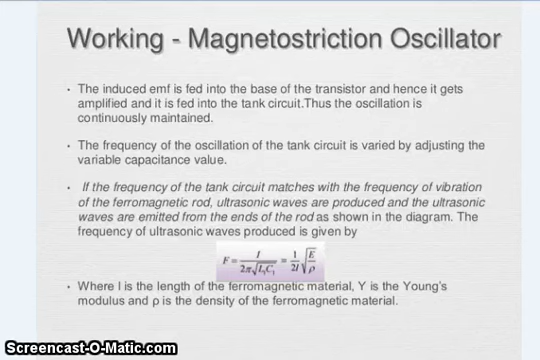 Working - Magnetostriction Oscillator
• The induced emf is fed into the base of the transistor and hence it gets
amplified and it is fed into the tank circuit.Thus the oscillation is
continuously maintained.
• The frequency of the oscillation of the tank circuit is varied by adjusting the
variable capacitance value.
• If the frequency of the tank circuit matches with the frequency of vibration
of the ferromagnetic rod, ultrasonic waves are produced and the ultrasonic
waves are emitted from the ends of the rod as shown in the diagram. The
frequency of ultrasonic waves produced is given by
F = 1/(2π√(L₁C₁)) = 1/(2l) √(E/ρ)
• Where l is the length of the ferromagnetic material, Y is the Young's
modulus and ρ is the density of the ferromagnetic material.
Screencast-O-Matic.com